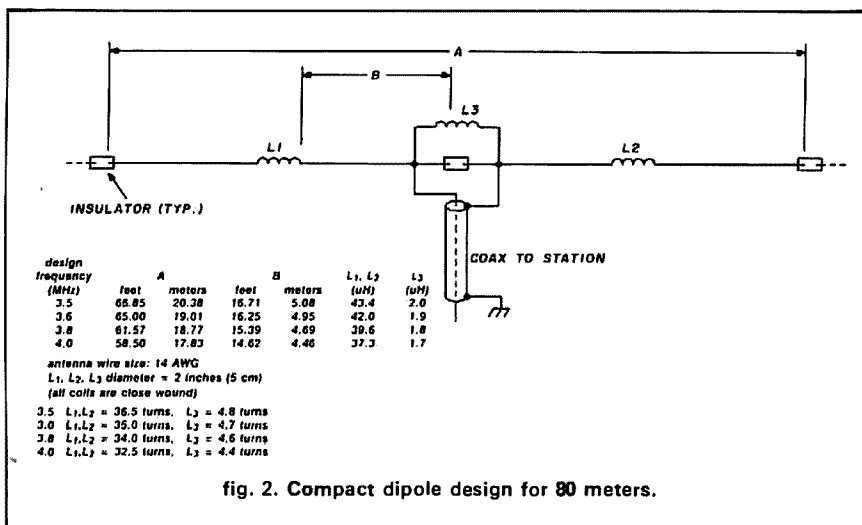 A
B
L3
L1
L2
INSULATOR (TYP.)
COAX TO STATION
design
frequency A B L1, L2 L3
(MHz) feet meters feet meters (uH) (uH)
3.5 66.85 20.38 16.71 5.08 43.4 2.0
3.6 65.00 19.01 16.25 4.95 42.0 1.9
3.8 61.57 18.77 15.39 4.69 39.6 1.8
4.0 58.50 17.83 14.62 4.46 37.3 1.7
antenna wire size: 14 AWG
L1, L2, L3 diameter = 2 inches (5 cm)
(all coils are close wound)
3.5 L1,L2 = 36.5 turns, L3 = 4.8 turns
3.0 L1,L2 = 35.0 turns, L3 = 4.7 turns
3.8 L1,L2 = 34.0 turns, L3 = 4.6 turns
4.0 L1,L2 = 32.5 turns, L3 = 4.4 turns
fig. 2. Compact dipole design for 80 meters.